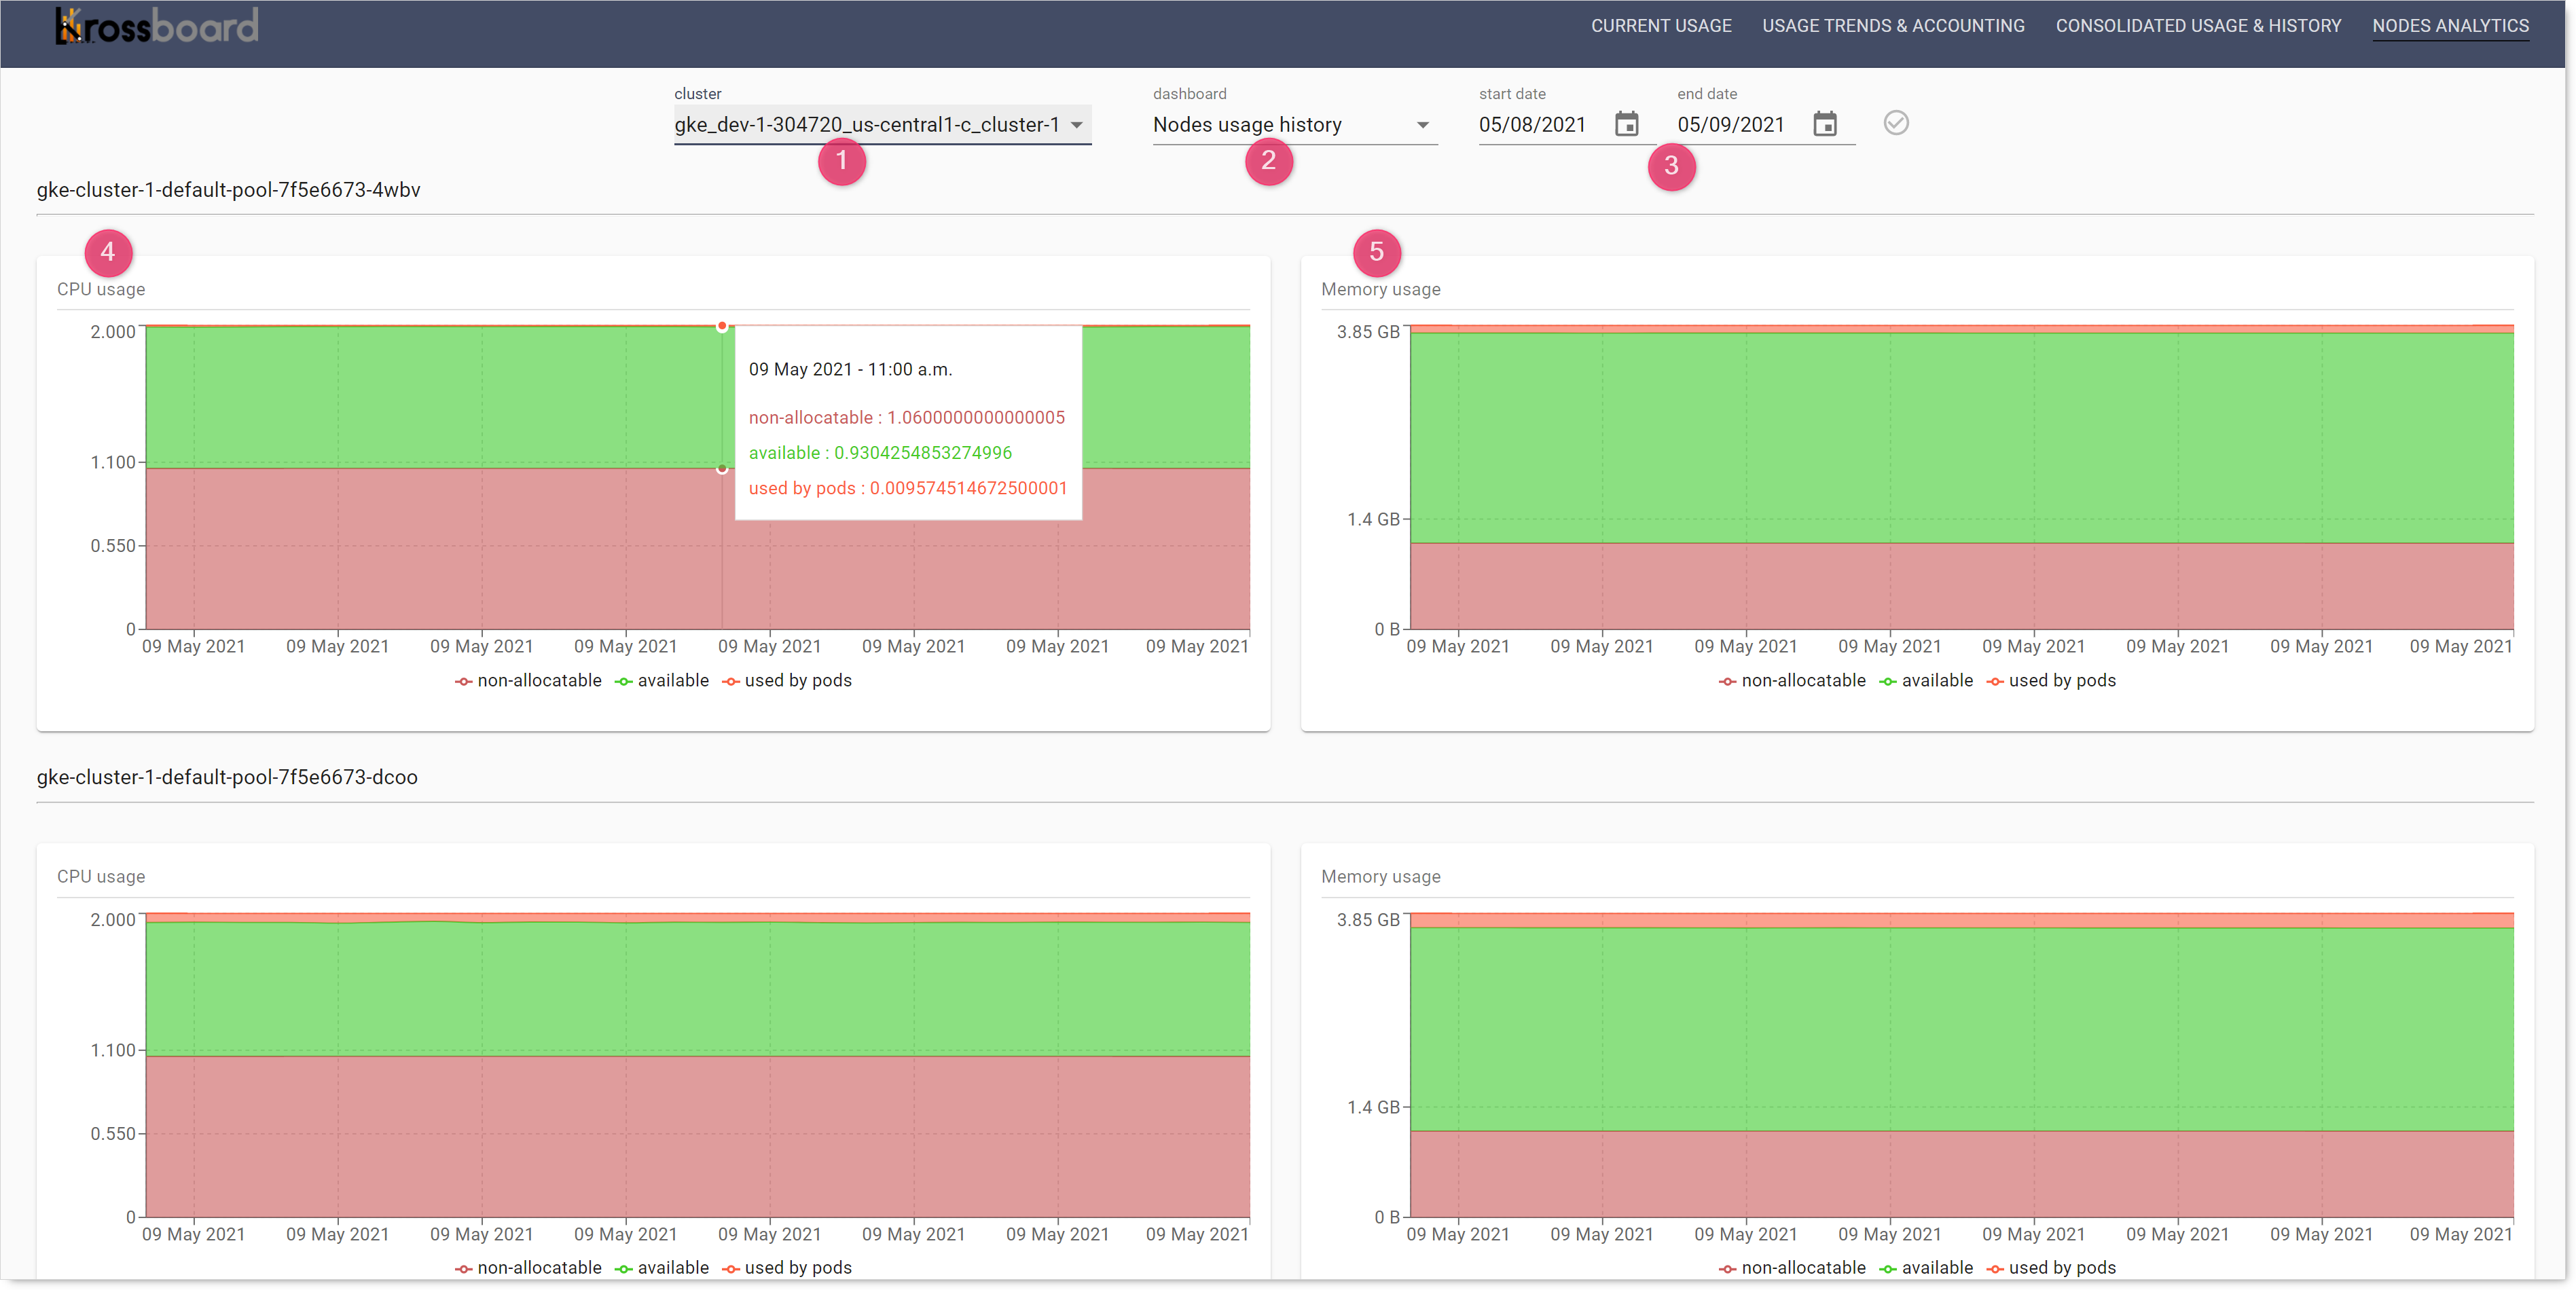 Krossboard
CURRENT USAGE USAGE TRENDS & ACCOUNTING CONSOLIDATED USAGE & HISTORY NODES ANALYTICS
cluster dashboard start date end date
gke_dev-1-304720_us-central1-c_cluster-1 Nodes usage history 05/08/2021 05/09/2021
1 2 3
gke-cluster-1-default-pool-7f5e6673-4wbv
4 5
CPU usage
2.000
1.100
0.550
0
09 May 2021 - 11:00 a.m.
non-allocatable : 1.0600000000000005
available : 0.9304254853274996
used by pods : 0.009574514672500001
09 May 2021 09 May 2021 09 May 2021 09 May 2021 09 May 2021 09 May 2021 09 May 2021 09 May 2021
non-allocatable available used by pods
Memory usage
3.85 GB
1.4 GB
0 B
09 May 2021 09 May 2021 09 May 2021 09 May 2021 09 May 2021 09 May 2021 09 May 2021 09 May 2021
non-allocatable available used by pods
gke-cluster-1-default-pool-7f5e6673-dcoo
CPU usage
2.000
1.100
0.550
0
09 May 2021 09 May 2021 09 May 2021 09 May 2021 09 May 2021 09 May 2021 09 May 2021 09 May 2021
non-allocatable available used by pods
Memory usage
3.85 GB
1.4 GB
0 B
09 May 2021 09 May 2021 09 May 2021 09 May 2021 09 May 2021 09 May 2021 09 May 2021 09 May 2021
non-allocatable available used by pods